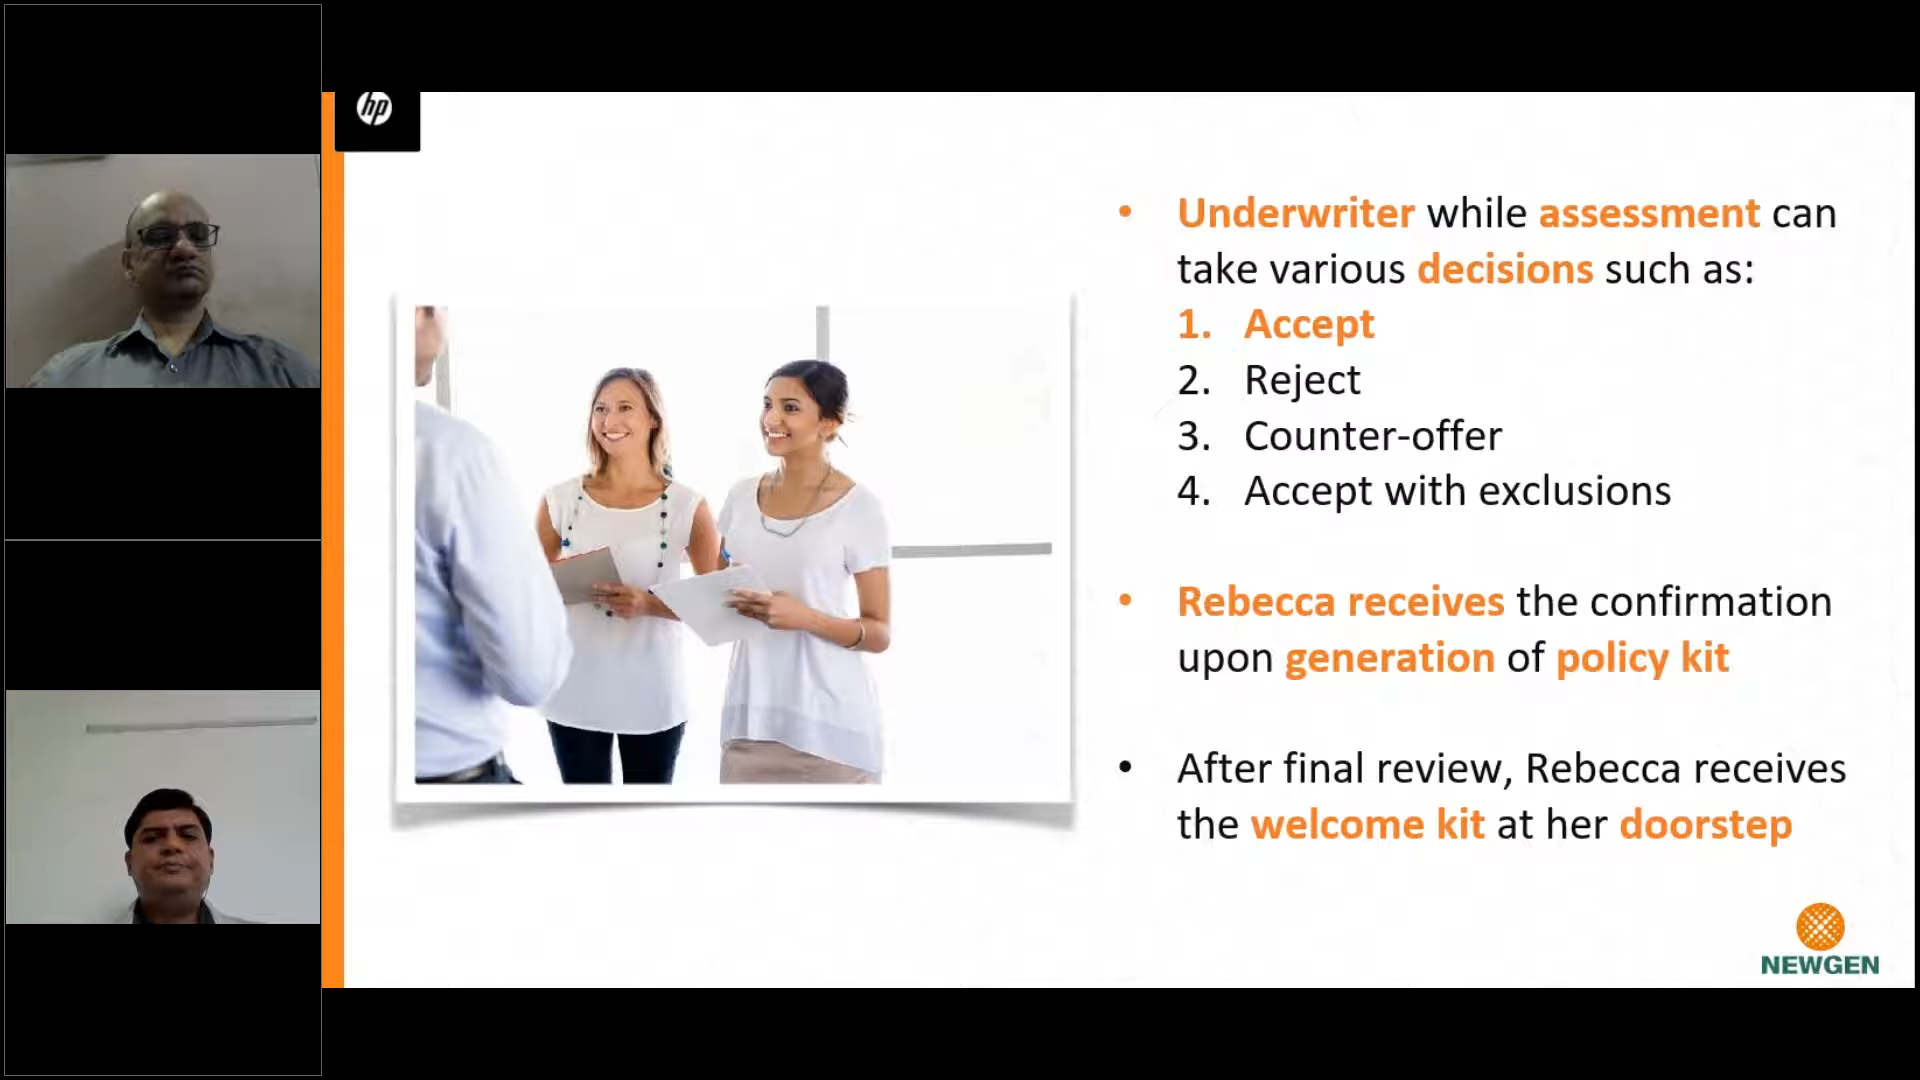 hp
• Underwriter while assessment can
take various decisions such as:
1. Accept
2. Reject
3. Counter-offer
4. Accept with exclusions
• Rebecca receives the confirmation
upon generation of policy kit
• After final review, Rebecca receives
the welcome kit at her doorstep
NEWGEN